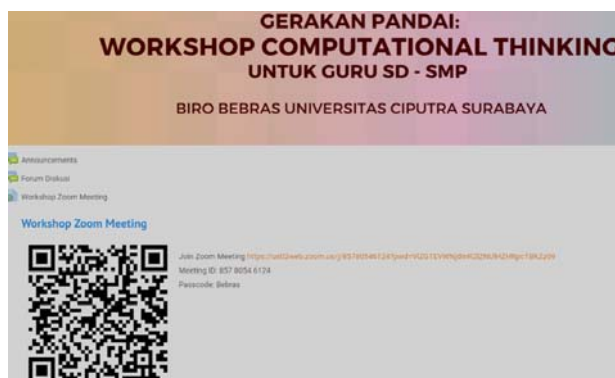 GERAKAN PANDAI:
WORKSHOP COMPUTATIONAL THINKING
UNTUK GURU SD - SMP
BIRO BEBRAS UNIVERSITAS CIPUTRA SURABAYA
Announcements
Forum Diskusi
Workshop Zoom Meeting
Workshop Zoom Meeting
Join Zoom Meeting
Meeting ID: 857 8054 6124
Passcode: Bebras